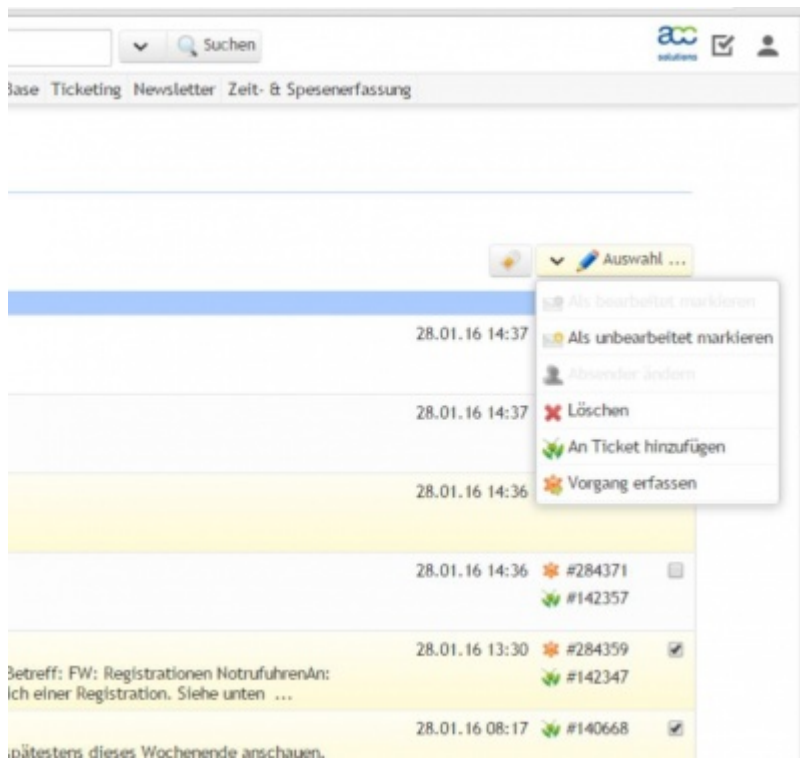 Suchen
acc
solutions
Base Ticketing Newsletter Zeit- & Spesenerfassung
Auswahl ...
Als bearbeitet markieren
28.01.16 14:37 Als unbearbeitet markieren
Absender ändern
28.01.16 14:37 Löschen
An Ticket hinzufügen
28.01.16 14:36 Vorgang erfassen
28.01.16 14:36 #284371
#142357
28.01.16 13:30 #284359
Betreff: FW: Registrationen NotrufuhrenAn: #142347
ich einer Registration. Siehe unten ...
28.01.16 08:17 #140668
spätestens dieses Wochenende anschauen.